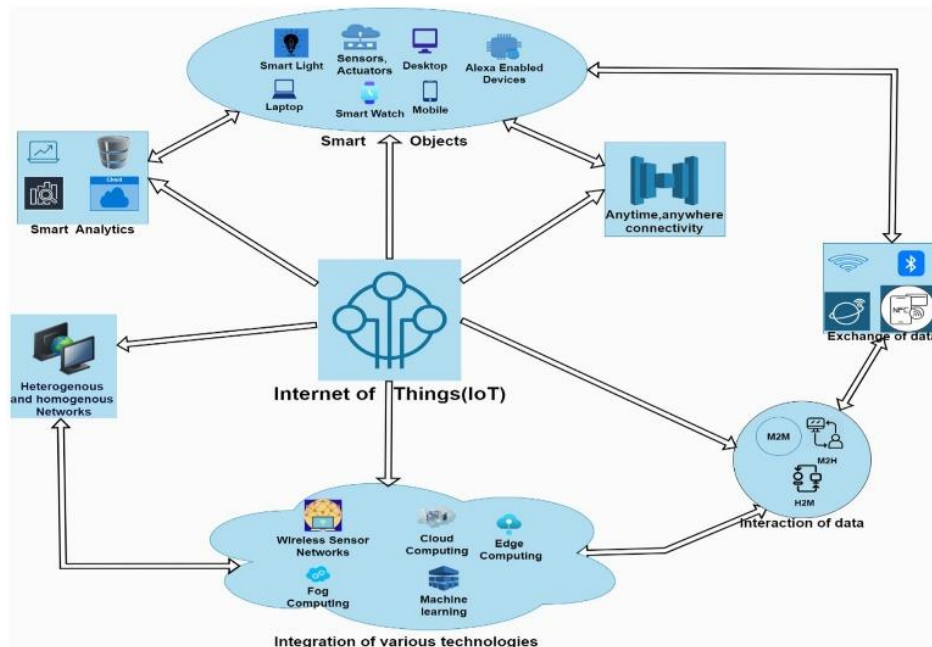 Smart Light
Sensors,
Actuators
Desktop
Alexa Enabled
Devices
Laptop
Smart Watch
Mobile
Smart Objects
Cloud
Smart Analytics
Anytime,anywhere
connectivity
NFC
Exchange of data
Internet of Things(IoT)
Heterogenous
and homogenous
Networks
M2M
M2H
H2M
Interaction of data
Wireless Sensor
Networks
Cloud
Computing
Edge
Computing
Fog
Computing
Machine
learning
Integration of various technologies